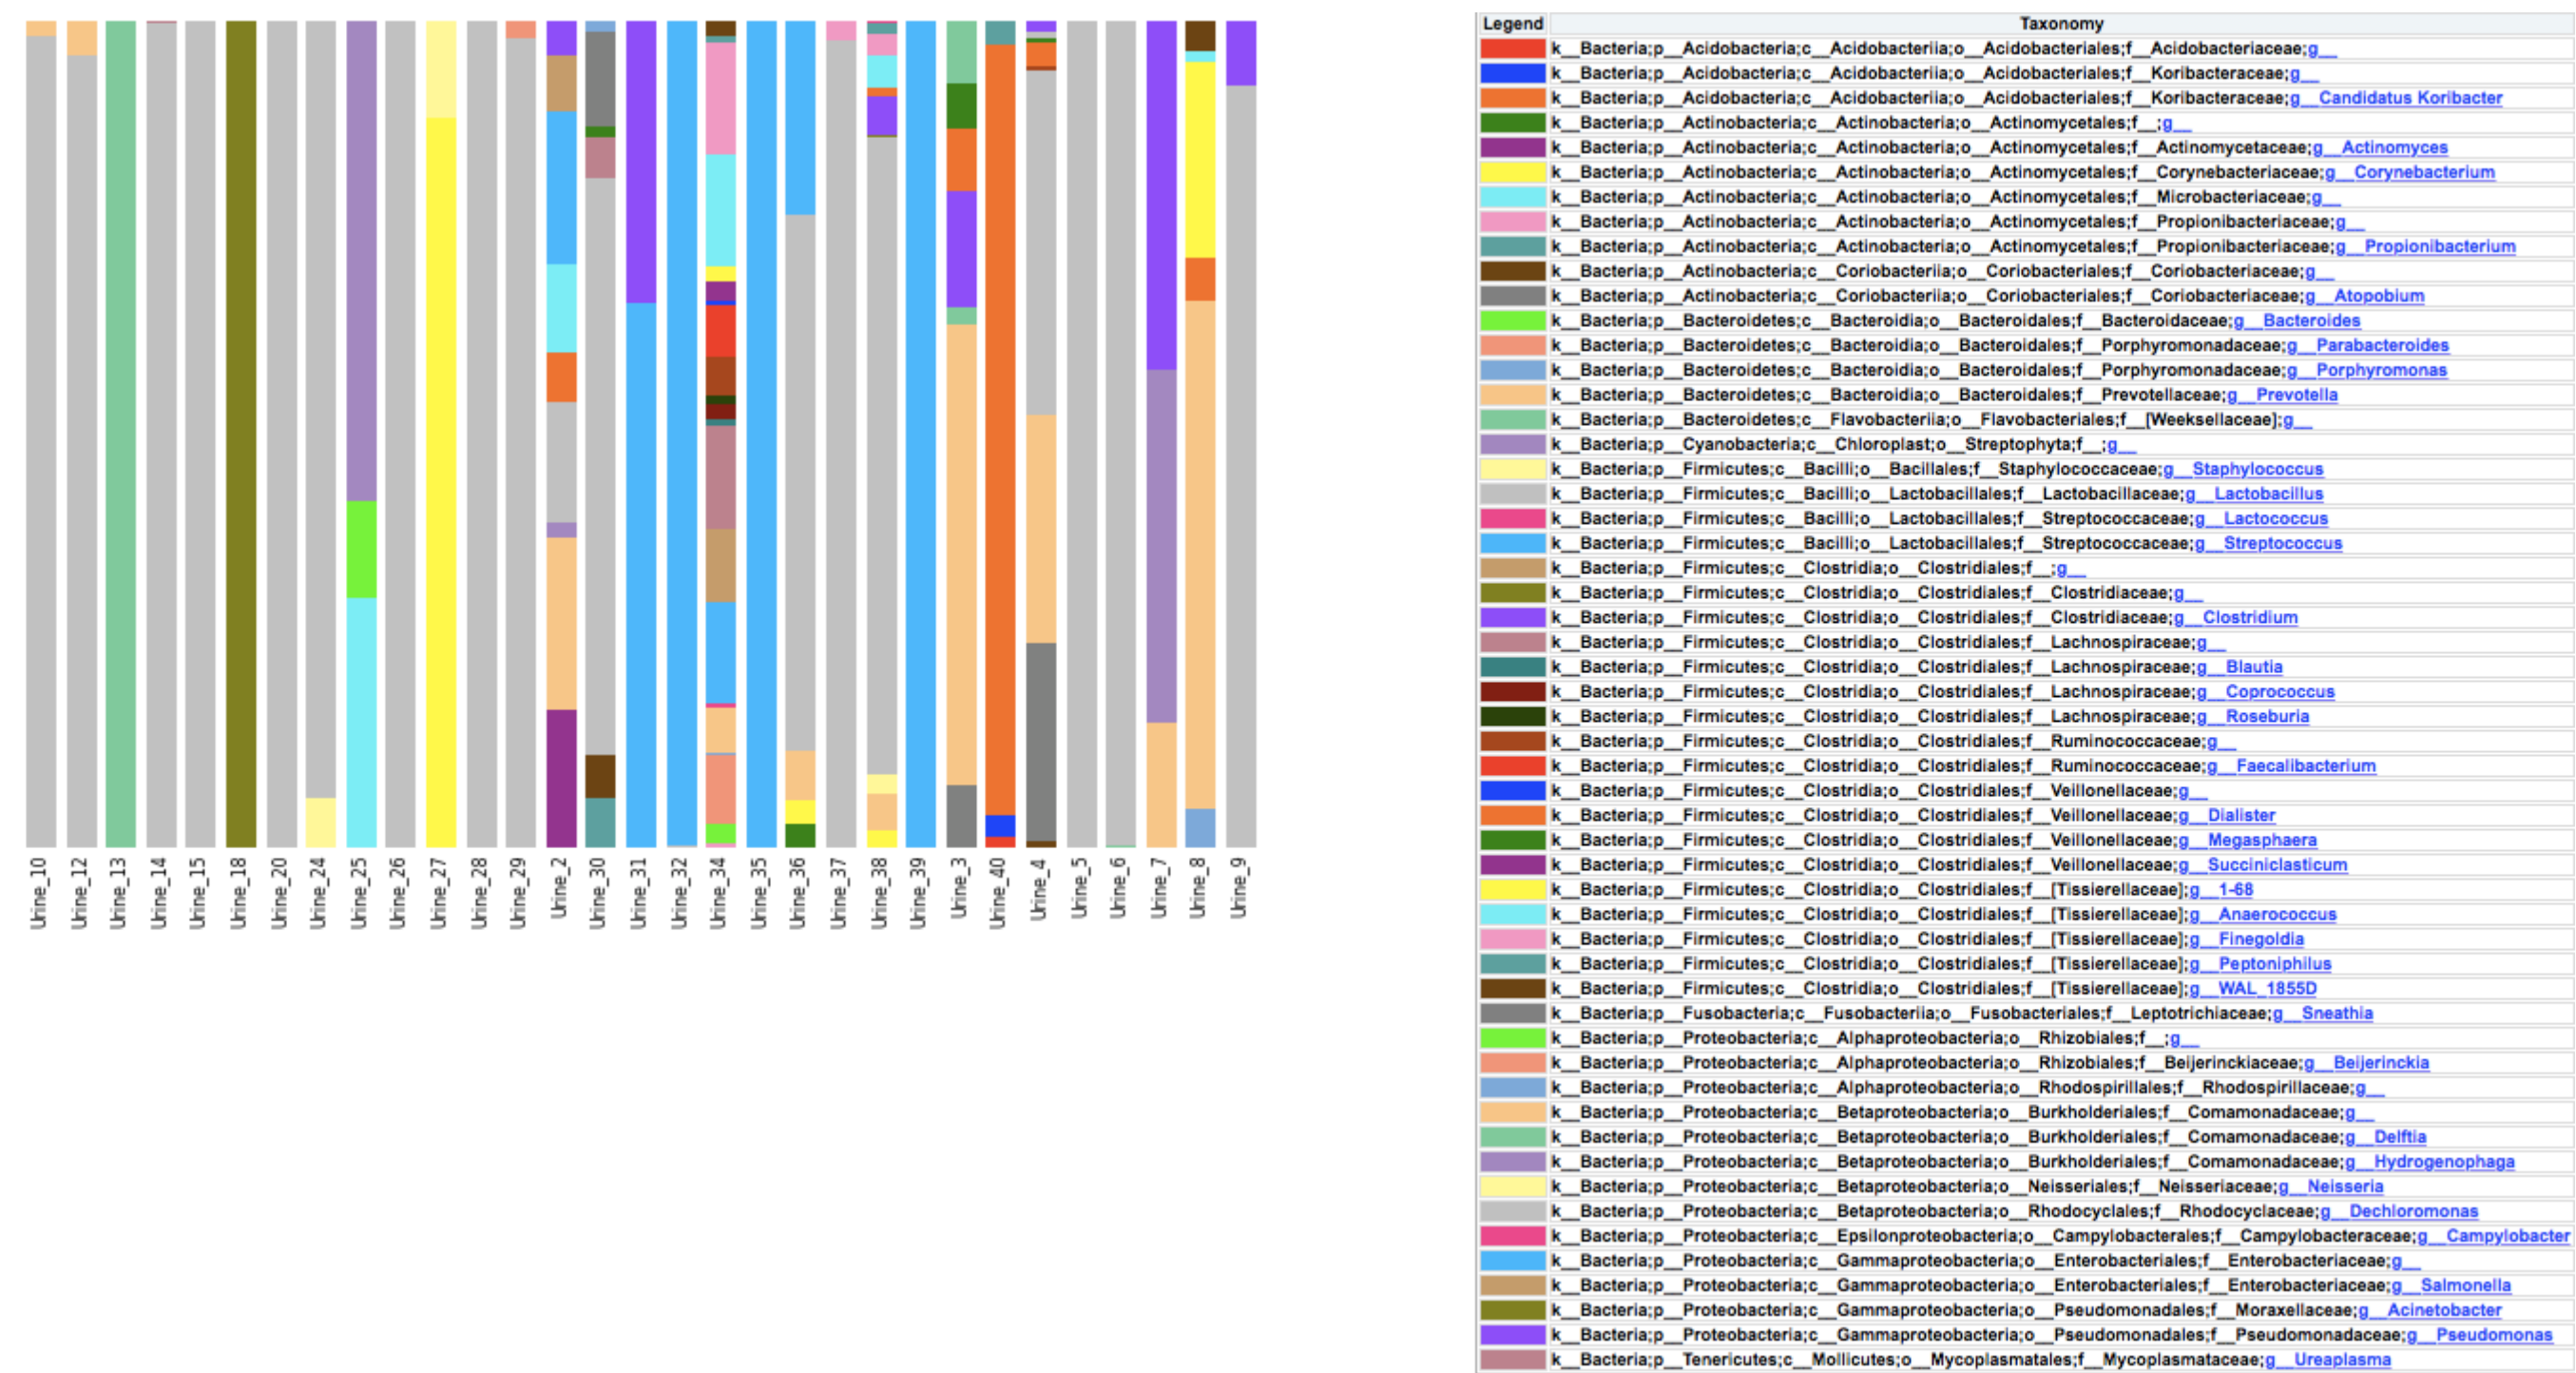 Urine_10
Urine_12
Urine_13
Urine_14
Urine_15
Urine_18
Urine_20
Urine_24
Urine_25
Urine_26
Urine_27
Urine_28
Urine_29
Urine_2
Urine_30
Urine_31
Urine_32
Urine_34
Urine_35
Urine_36
Urine_37
Urine_38
Urine_39
Urine_3
Urine_40
Urine_4
Urine_5
Urine_6
Urine_7
Urine_8
Urine_9
Legend Taxonomy
k__Bacteria;p__Acidobacteria;c__Acidobacteriia;o__Acidobacteriales;f__Acidobacteriaceae;g__
k__Bacteria;p__Acidobacteria;c__Acidobacteriia;o__Acidobacteriales;f__Koribacteraceae;g__
k__Bacteria;p__Acidobacteria;c__Acidobacteriia;o__Acidobacteriales;f__Koribacteraceae;g__Candidatus Koribacter
k__Bacteria;p__Actinobacteria;c__Actinobacteria;o__Actinomycetales;f__;g__
k__Bacteria;p__Actinobacteria;c__Actinobacteria;o__Actinomycetales;f__Actinomycetaceae;g__Actinomyces
k__Bacteria;p__Actinobacteria;c__Actinobacteria;o__Actinomycetales;f__Corynebacteriaceae;g__Corynebacterium
k__Bacteria;p__Actinobacteria;c__Actinobacteria;o__Actinomycetales;f__Microbacteriaceae;g__
k__Bacteria;p__Actinobacteria;c__Actinobacteria;o__Actinomycetales;f__Propionibacteriaceae;g__
k__Bacteria;p__Actinobacteria;c__Actinobacteria;o__Actinomycetales;f__Propionibacteriaceae;g__Propionibacterium
k__Bacteria;p__Actinobacteria;c__Coriobacteriia;o__Coriobacteriales;f__Coriobacteriaceae;g__
k__Bacteria;p__Actinobacteria;c__Coriobacteriia;o__Coriobacteriales;f__Coriobacteriaceae;g__Atopobium
k__Bacteria;p__Bacteroidetes;c__Bacteroidia;o__Bacteroidales;f__Bacteroidaceae;g__Bacteroides
k__Bacteria;p__Bacteroidetes;c__Bacteroidia;o__Bacteroidales;f__Porphyromonadaceae;g__Parabacteroides
k__Bacteria;p__Bacteroidetes;c__Bacteroidia;o__Bacteroidales;f__Porphyromonadaceae;g__Porphyromonas
k__Bacteria;p__Bacteroidetes;c__Bacteroidia;o__Bacteroidales;f__Prevotellaceae;g__Prevotella
k__Bacteria;p__Bacteroidetes;c__Flavobacteriia;o__Flavobacteriales;f__[Weeksellaceae];g__
k__Bacteria;p__Cyanobacteria;c__Chloroplast;o__Streptophyta;f__;g__
k__Bacteria;p__Firmicutes;c__Bacilli;o__Bacillales;f__Staphylococcaceae;g__Staphylococcus
k__Bacteria;p__Firmicutes;c__Bacilli;o__Lactobacillales;f__Lactobacillaceae;g__Lactobacillus
k__Bacteria;p__Firmicutes;c__Bacilli;o__Lactobacillales;f__Streptococcaceae;g__Lactococcus
k__Bacteria;p__Firmicutes;c__Bacilli;o__Lactobacillales;f__Streptococcaceae;g__Streptococcus
k__Bacteria;p__Firmicutes;c__Clostridia;o__Clostridiales;f__;g__
k__Bacteria;p__Firmicutes;c__Clostridia;o__Clostridiales;f__Clostridiaceae;g__
k__Bacteria;p__Firmicutes;c__Clostridia;o__Clostridiales;f__Clostridiaceae;g__Clostridium
k__Bacteria;p__Firmicutes;c__Clostridia;o__Clostridiales;f__Lachnospiraceae;g__
k__Bacteria;p__Firmicutes;c__Clostridia;o__Clostridiales;f__Lachnospiraceae;g__Blautia
k__Bacteria;p__Firmicutes;c__Clostridia;o__Clostridiales;f__Lachnospiraceae;g__Coprococcus
k__Bacteria;p__Firmicutes;c__Clostridia;o__Clostridiales;f__Lachnospiraceae;g__Roseburia
k__Bacteria;p__Firmicutes;c__Clostridia;o__Clostridiales;f__Ruminococcaceae;g__
k__Bacteria;p__Firmicutes;c__Clostridia;o__Clostridiales;f__Ruminococcaceae;g__Faecalibacterium
k__Bacteria;p__Firmicutes;c__Clostridia;o__Clostridiales;f__Veillonellaceae;g__
k__Bacteria;p__Firmicutes;c__Clostridia;o__Clostridiales;f__Veillonellaceae;g__Dialister
k__Bacteria;p__Firmicutes;c__Clostridia;o__Clostridiales;f__Veillonellaceae;g__Megasphaera
k__Bacteria;p__Firmicutes;c__Clostridia;o__Clostridiales;f__Veillonellaceae;g__Succiniclasticum
k__Bacteria;p__Firmicutes;c__Clostridia;o__Clostridiales;f__[Tissierellaceae];g__1-68
k__Bacteria;p__Firmicutes;c__Clostridia;o__Clostridiales;f__[Tissierellaceae];g__Anaerococcus
k__Bacteria;p__Firmicutes;c__Clostridia;o__Clostridiales;f__[Tissierellaceae];g__Finegoldia
k__Bacteria;p__Firmicutes;c__Clostridia;o__Clostridiales;f__[Tissierellaceae];g__Peptoniphilus
k__Bacteria;p__Firmicutes;c__Clostridia;o__Clostridiales;f__[Tissierellaceae];g__WAL_1855D
k__Bacteria;p__Fusobacteria;c__Fusobacteriia;o__Fusobacteriales;f__Leptotrichiaceae;g__Sneathia
k__Bacteria;p__Proteobacteria;c__Alphaproteobacteria;o__Rhizobiales;f__;g__
k__Bacteria;p__Proteobacteria;c__Alphaproteobacteria;o__Rhizobiales;f__Beijerinckiaceae;g__Beijerinckia
k__Bacteria;p__Proteobacteria;c__Alphaproteobacteria;o__Rhodospirillales;f__Rhodospirillaceae;g__
k__Bacteria;p__Proteobacteria;c__Betaproteobacteria;o__Burkholderiales;f__Comamonadaceae;g__
k__Bacteria;p__Proteobacteria;c__Betaproteobacteria;o__Burkholderiales;f__Comamonadaceae;g__Delftia
k__Bacteria;p__Proteobacteria;c__Betaproteobacteria;o__Burkholderiales;f__Comamonadaceae;g__Hydrogenophaga
k__Bacteria;p__Proteobacteria;c__Betaproteobacteria;o__Neisseriales;f__Neisseriaceae;g__Neisseria
k__Bacteria;p__Proteobacteria;c__Betaproteobacteria;o__Rhodocyclales;f__Rhodocyclaceae;g__Dechloromonas
k__Bacteria;p__Proteobacteria;c__Epsilonproteobacteria;o__Campylobacterales;f__Campylobacteraceae;g__Campylobacter
k__Bacteria;p__Proteobacteria;c__Gammaproteobacteria;o__Enterobacteriales;f__Enterobacteriaceae;g__
k__Bacteria;p__Proteobacteria;c__Gammaproteobacteria;o__Enterobacteriales;f__Enterobacteriaceae;g__Salmonella
k__Bacteria;p__Proteobacteria;c__Gammaproteobacteria;o__Pseudomonadales;f__Moraxellaceae;g__Acinetobacter
k__Bacteria;p__Proteobacteria;c__Gammaproteobacteria;o__Pseudomonadales;f__Pseudomonadaceae;g__Pseudomonas
k__Bacteria;p__Tenericutes;c__Mollicutes;o__Mycoplasmatales;f__Mycoplasmataceae;g__Ureaplasma